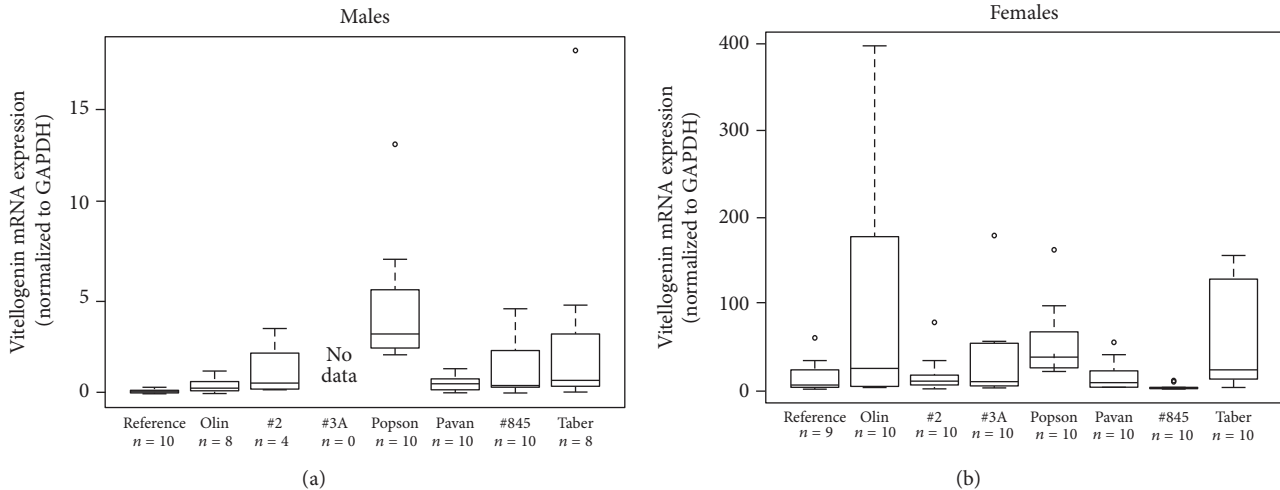 Males
Vitellogenin mRNA expression
(normalized to GAPDH)
15
10
5
0
No
data
Reference
n = 10
Olin
n = 8
#2
n = 4
#3A
n = 0
Popson
n = 10
Pavan
n = 10
#845
n = 10
Taber
n = 8
(a)
Females
Vitellogenin mRNA expression
(normalized to GAPDH)
400
300
200
100
0
Reference
n = 9
Olin
n = 10
#2
n = 10
#3A
n = 10
Popson
n = 10
Pavan
n = 10
#845
n = 10
Taber
n = 10
(b)